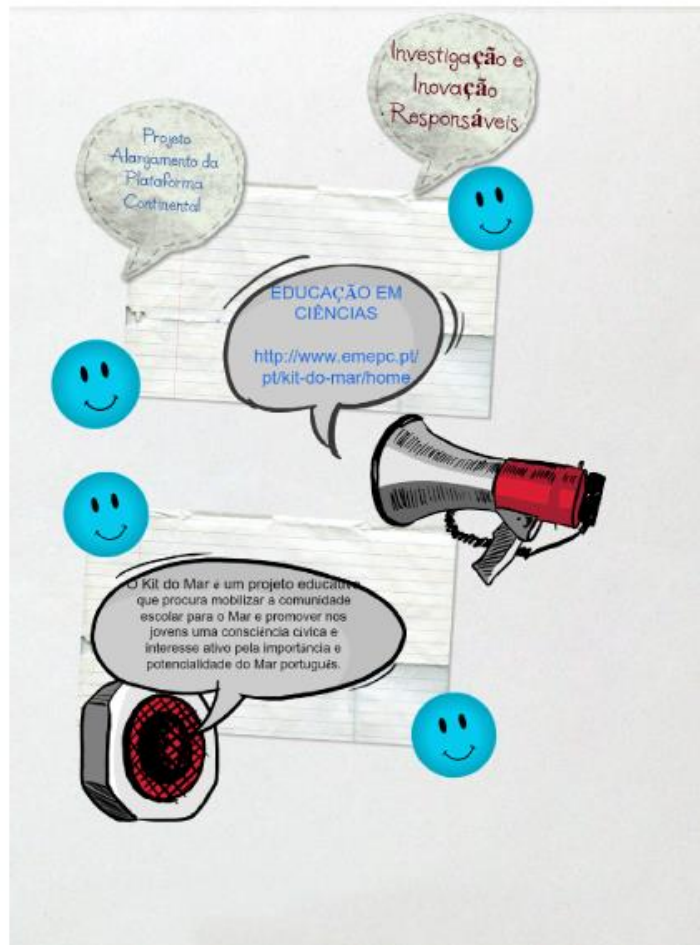 Investigação e
Inovação
Responsáveis
Projeto
Alargamento da
Plataforma
Continental
EDUCAÇÃO EM
CIÊNCIAS
http://www.emepc.pt/
pt/kit-do-mar/home
O Kit do Mar é um projeto educativo
que procura mobilizar a comunidade
escolar para o Mar e promover nos
jovens uma consciência cívica e
interesse ativo pela importância e
potencialidade do Mar português.